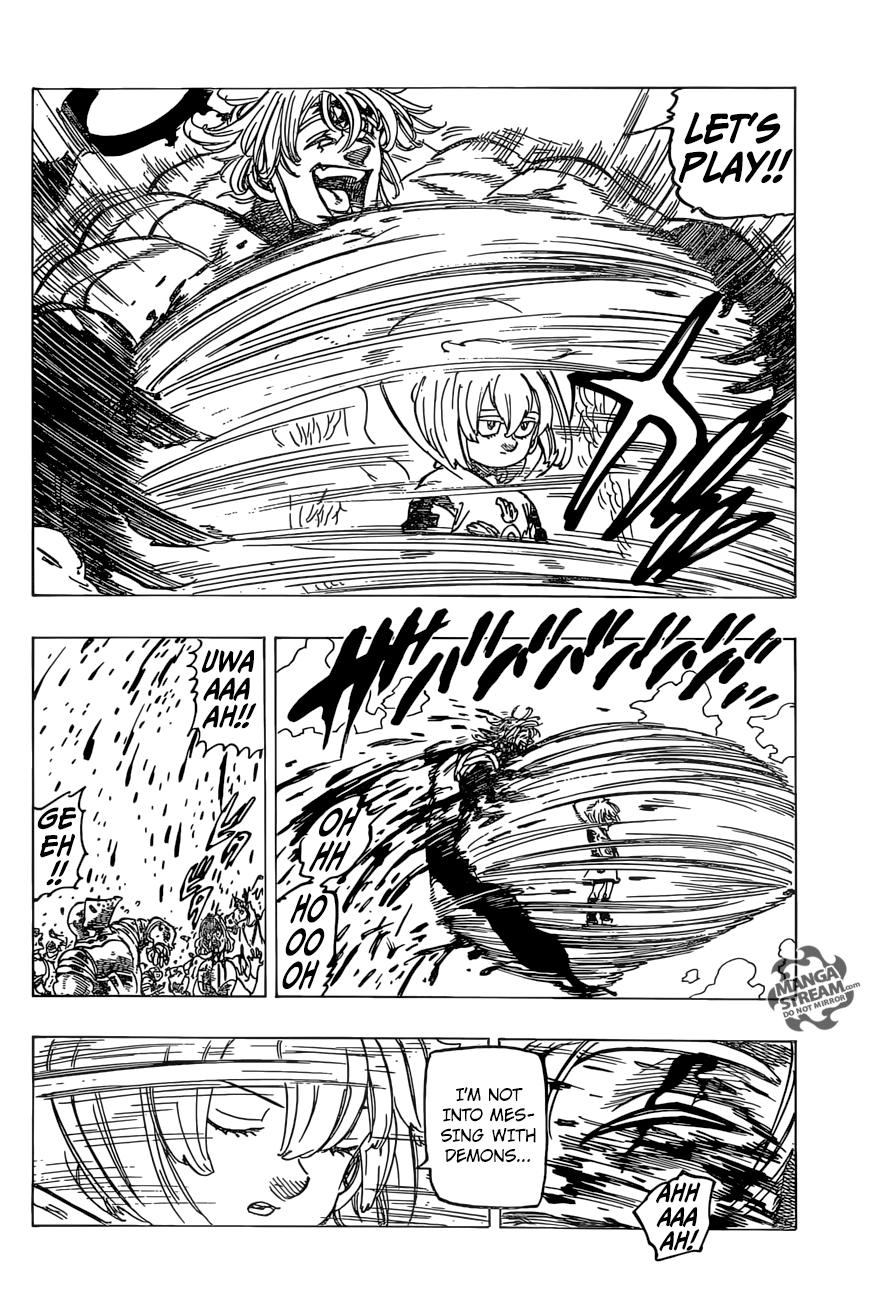 LET'S
PLAY!!
OH
HH
HO
OO
OH
UWA
AAA
AH!!
GE
EH!!
MANGA
STREAM.com
DO NOT MIRROR
AHH
AAA
AH!
I'M NOT
INTO MES-
SING WITH
DEMONS...